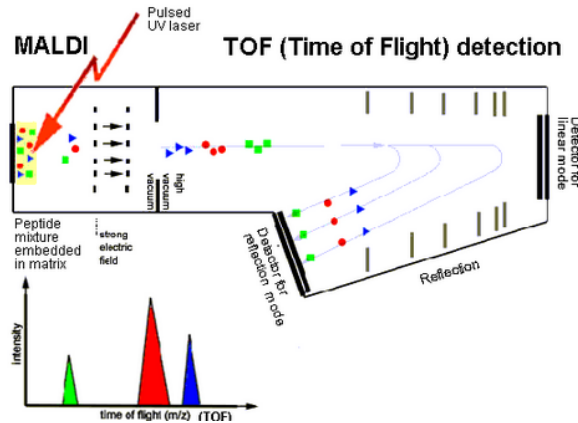 Pulsed
UV laser
MALDI
TOF (Time of Flight) detection
high
vacuum
vacuum
Detector for
linear mode
Peptide
mixture
embedded
in matrix
strong
electric
field
Detector for
reflection mode
Reflection
intensity
time of flight (m/z)
(TOF)